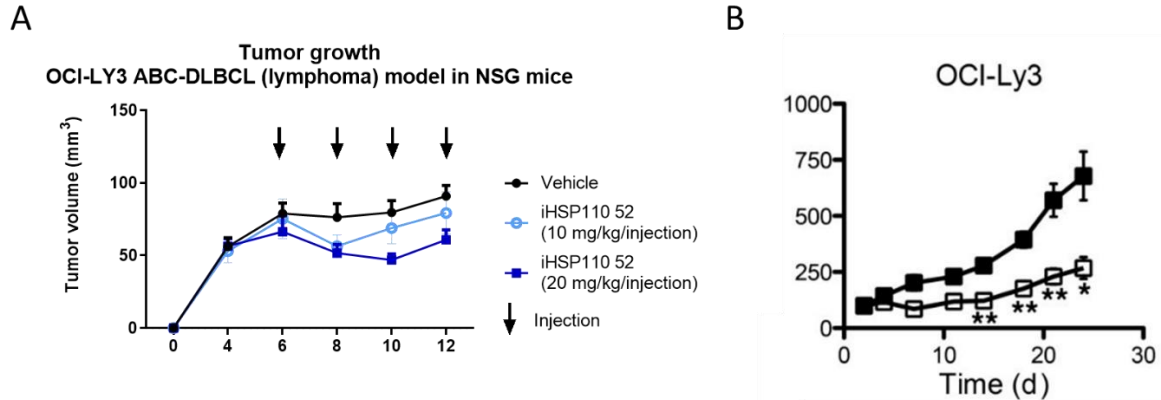 A
Tumor growth
OCI-LY3 ABC-DLBCL (lymphoma) model in NSG mice
Tumor volume (mm³)
150
100
50
0
0 4 6 8 10 12
Vehicle
iHSP110 52
(10 mg/kg/injection)
iHSP110 52
(20 mg/kg/injection)
Injection
B
OCI-Ly3
1000
750
500
250
0
** ** ** *
0 10 20 30
Time (d)